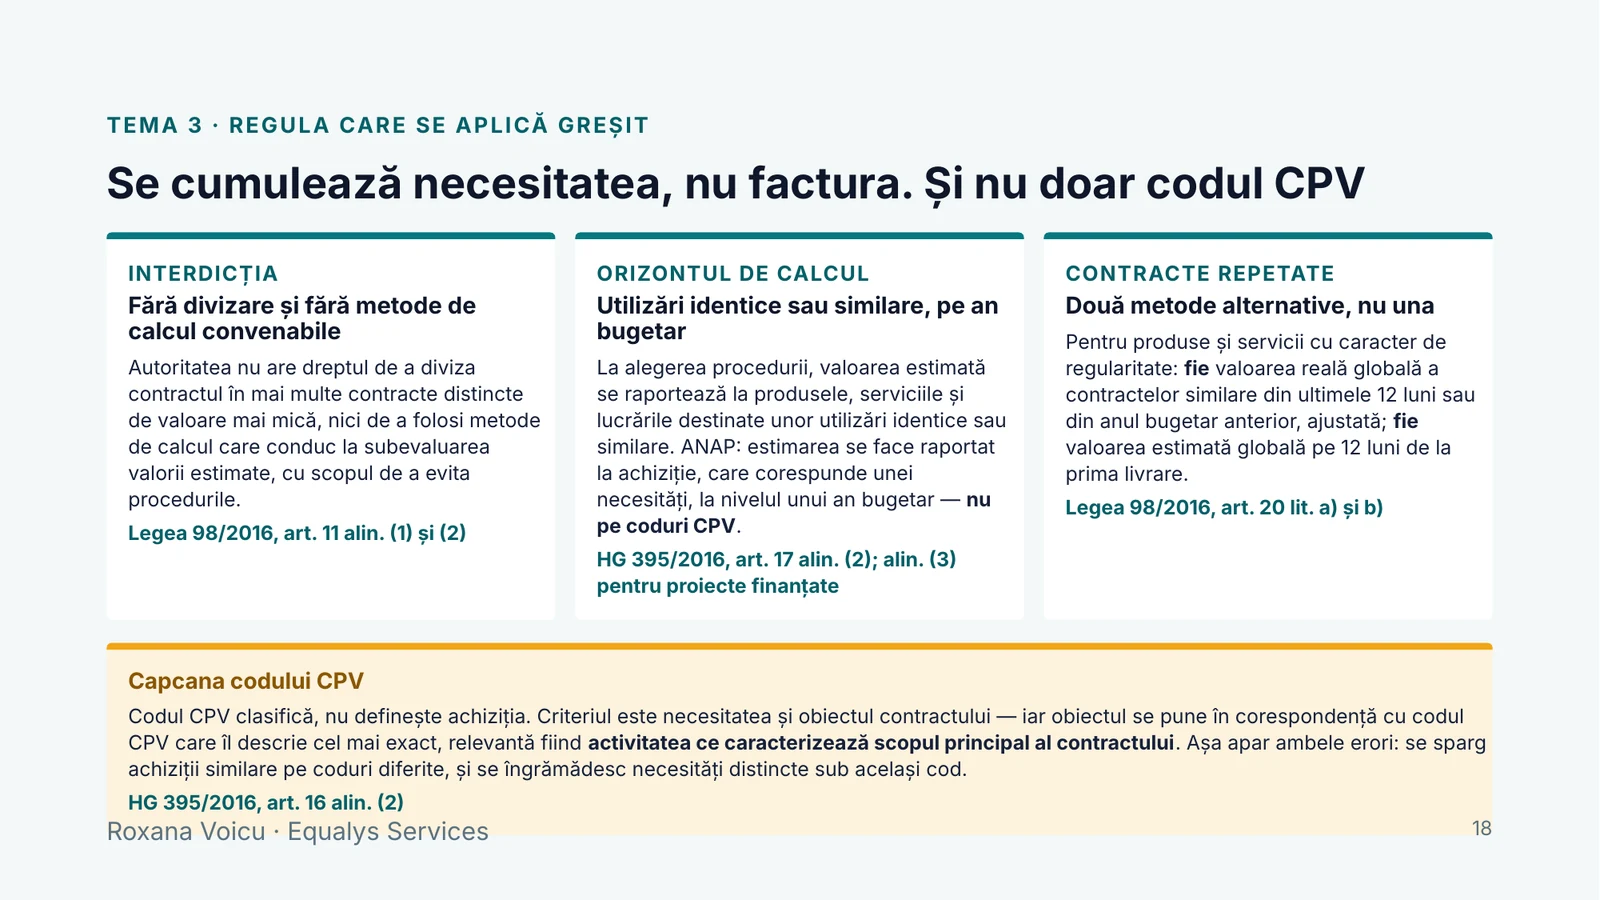 TEMA 3 · REGULA CARE SE APLICĂ GREȘIT
Se cumulează necesitatea, nu factura. Și nu doar codul CPV
INTERDICȚIA
Fără divizare și fără metode de
calcul convenabile
Autoritatea nu are dreptul de a diviza
contractul în mai multe contracte distincte
de valoare mai mică, nici de a folosi metode
de calcul care conduc la subevaluarea
valorii estimate, cu scopul de a evita
procedurile.
Legea 98/2016, art. 11 alin. (1) și (2)
ORIZONTUL DE CALCUL
Utilizări identice sau similare, pe an
bugetar
La alegerea procedurii, valoarea estimată
se raportează la produsele, serviciile și
lucrările destinate unor utilizări identice sau
similare. ANAP: estimarea se face raportat
la achiziție, care corespunde unei
necesități, la nivelul unui an bugetar — nu
pe coduri CPV.
HG 395/2016, art. 17 alin. (2); alin. (3)
pentru proiecte finanțate
CONTRACTE REPETATE
Două metode alternative, nu una
Pentru produse și servicii cu caracter de
regularitate: fie valoarea reală globală a
contractelor similare din ultimele 12 luni sau
din anul bugetar anterior, ajustată; fie
valoarea estimată globală pe 12 luni de la
prima livrare.
Legea 98/2016, art. 20 lit. a) și b)
Capcana codului CPV
Codul CPV clasifică, nu definește achiziția. Criteriul este necesitatea și obiectul contractului — iar obiectul se pune în corespondență cu codul
CPV care îl descrie cel mai exact, relevantă fiind activitatea ce caracterizează scopul principal al contractului. Așa apar ambele erori: se sparg
achiziții similare pe coduri diferite, și se îngrămădesc necesități distincte sub același cod.
HG 395/2016, art. 16 alin. (2)
Roxana Voicu · Equalys Services
18